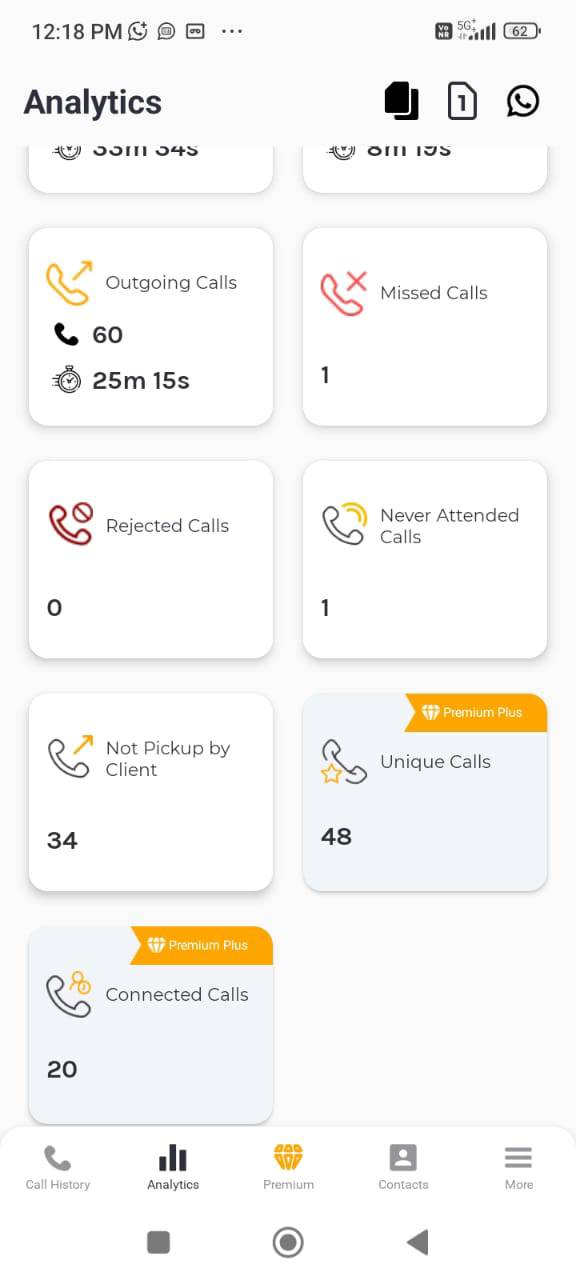 12:18 PM
Vo
NR
5G+
62
Analytics
1
33m 34s
8m 19s
Outgoing Calls
60
25m 15s
Missed Calls
1
Rejected Calls
0
Never Attended
Calls
1
Not Pickup by
Client
34
Premium Plus
Unique Calls
48
Premium Plus
Connected Calls
20
Call History
Analytics
Premium
Contacts
More